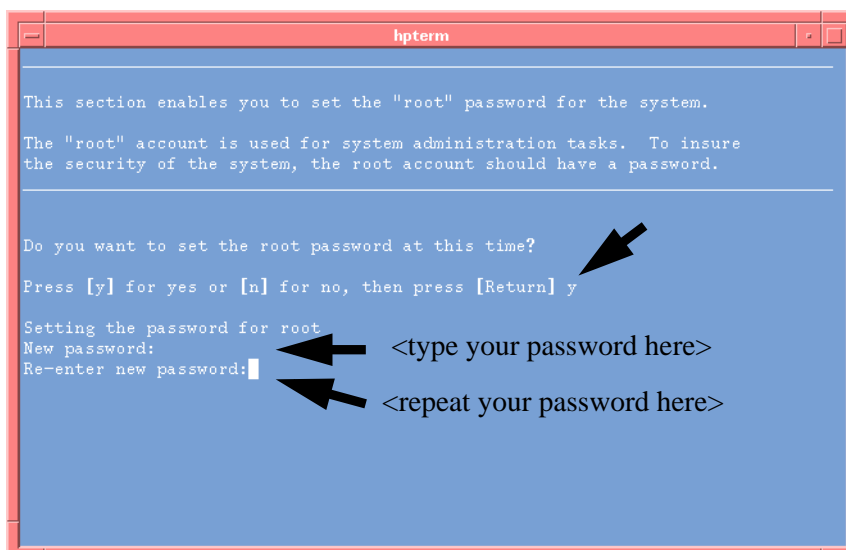 hpterm
This section enables you to set the "root" password for the system.
The "root" account is used for system administration tasks.  To insure
the security of the system, the root account should have a password.
Do you want to set the root password at this time?
Press [y] for yes or [n] for no, then press [Return] y
Setting the password for root
New password:
<type your password here>
Re-enter new password:
<repeat your password here>